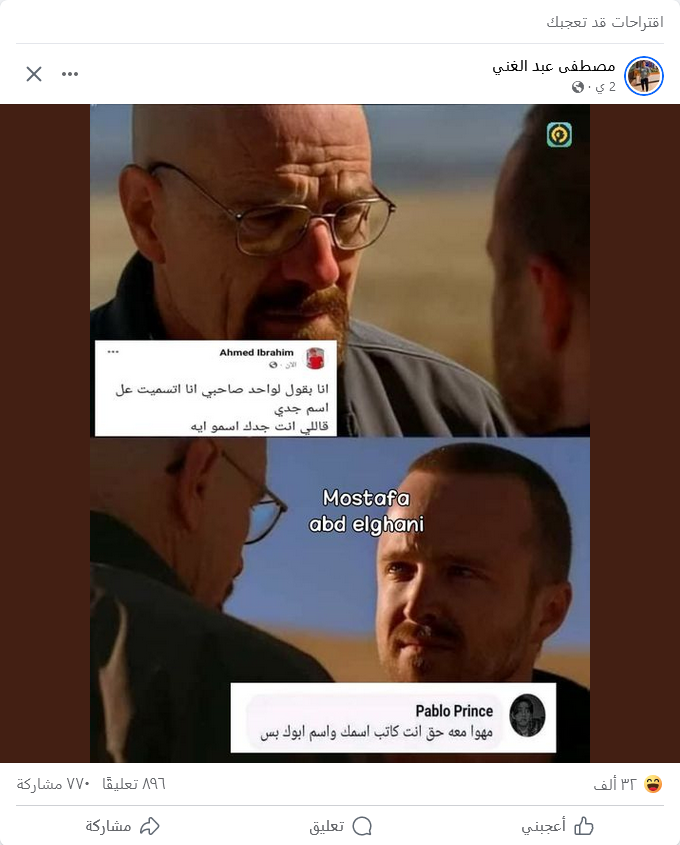 اقتراحات قد تعجبك
مصطفى عبد الغني
2 ي ·
Ahmed Ibrahim
الآن ·
انا بقول لواحد صاحبي انا اتسميت عل
اسم جدي
قاللي انت جدك اسمو ايه
Mostafa
abd elghani
Pablo Prince
مهوا معه حق انت كاتب اسمك واسم ابوك بس
٣٢ ألف
٨٩٦ تعليقًا
٧٧٠ مشاركة
أعجبني
تعليق
مشاركة